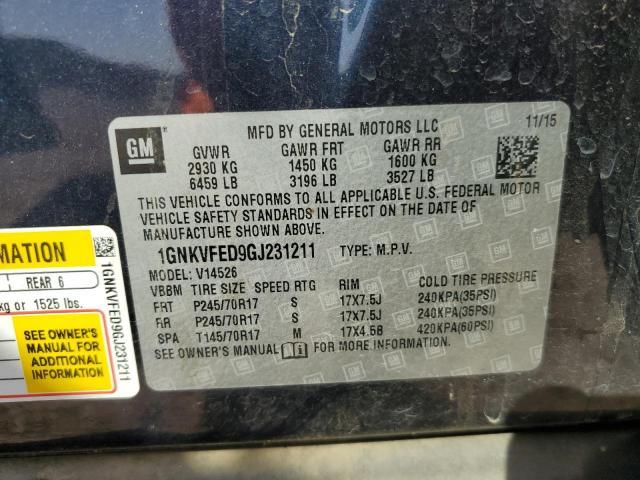 GM
MFD BY GENERAL MOTORS LLC
11/15
GVWR GAWR FRT GAWR RR
2930 KG 1450 KG 1600 KG
6459 LB 3196 LB 3527 LB
THIS VEHICLE CONFORMS TO ALL APPLICABLE U.S. FEDERAL MOTOR
VEHICLE SAFETY STANDARDS IN EFFECT ON THE DATE OF
MANUFACTURE SHOWN ABOVE.
1GNKVFED9GJ231211 TYPE: M.P.V.
MODEL: V14526
VBBM TIRE SIZE SPEED RTG RIM COLD TIRE PRESSURE
FRT P245/70R17 S 17X7.5J 240KPA(35PSI)
RR P245/70R17 S 17X7.5J 240KPA(35PSI)
SPA T145/70R17 M 17X4.5B 420KPA(60PSI)
SEE OWNER'S MANUAL FOR MORE INFORMATION.
MATION
REAR 6
kg or 1525 lbs.
SEE OWNER'S
MANUAL FOR
ADDITIONAL
INFORMATION
1GNKVFED9GJ231211